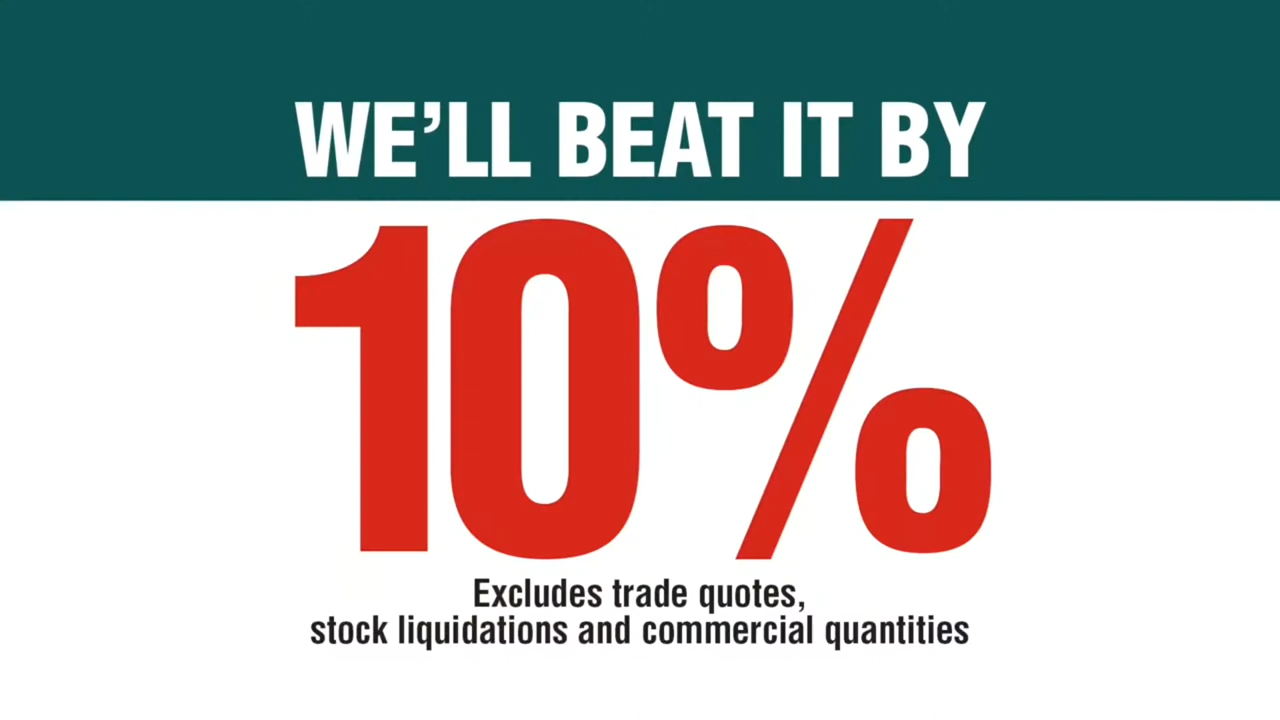 WE’LL BEAT IT BY
10%
Excludes trade quotes,
stock liquidations and commercial quantities